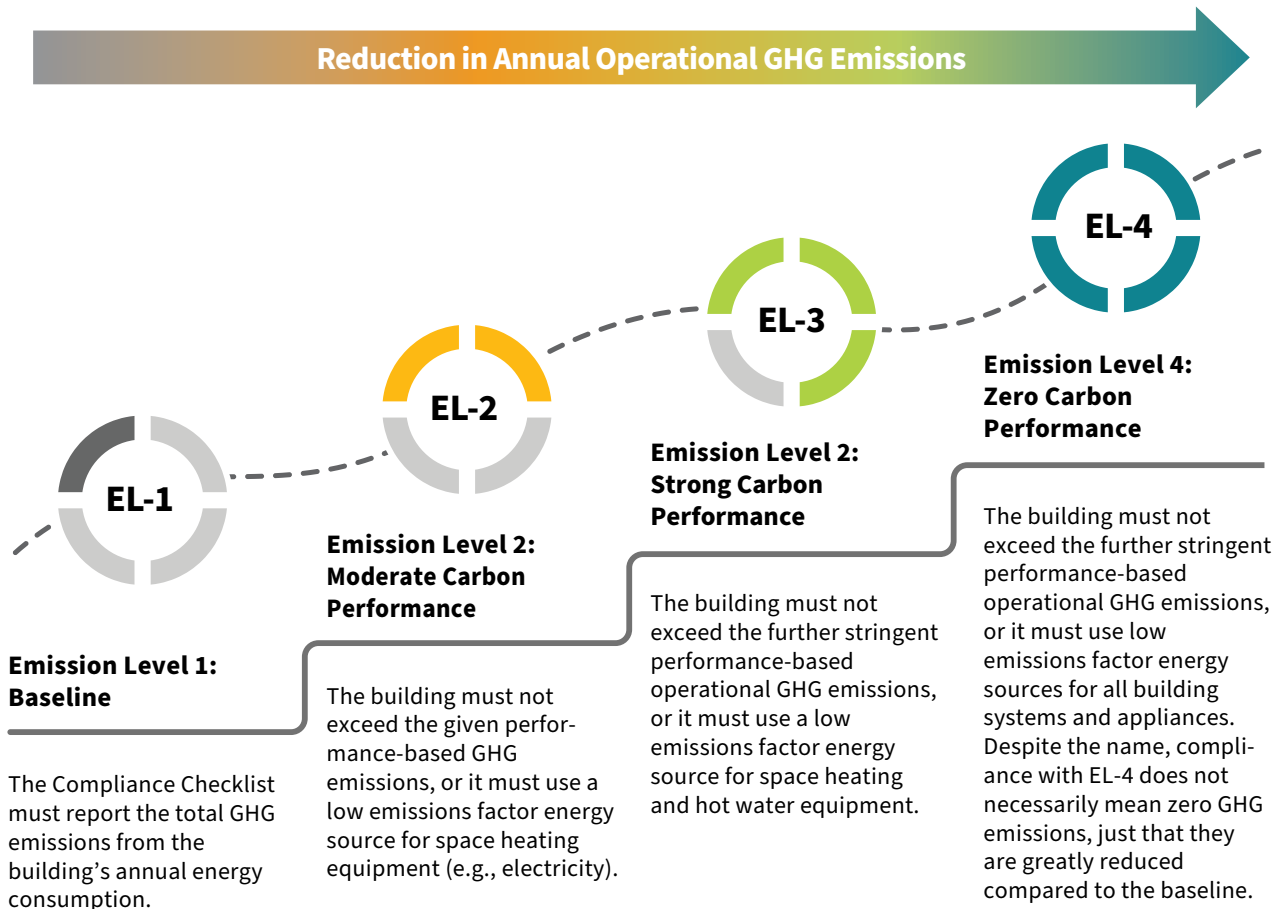 Reduction in Annual Operational GHG Emissions
EL-1
Emission Level 1:
Baseline
The Compliance Checklist
must report the total GHG
emissions from the
building’s annual energy
consumption.
EL-2
Emission Level 2:
Moderate Carbon
Performance
The building must not
exceed the given perfor-
mance-based GHG
emissions, or it must use a
low emissions factor energy
source for space heating
equipment (e.g., electricity).
EL-3
Emission Level 2:
Strong Carbon
Performance
The building must not
exceed the further stringent
performance-based
operational GHG emissions,
or it must use a low
emissions factor energy
source for space heating
and hot water equipment.
EL-4
Emission Level 4:
Zero Carbon
Performance
The building must not
exceed the further stringent
performance-based
operational GHG emissions,
or it must use low
emissions factor energy
sources for all building
systems and appliances.
Despite the name, compli-
ance with EL-4 does not
necessarily mean zero GHG
emissions, just that they
are greatly reduced
compared to the baseline.